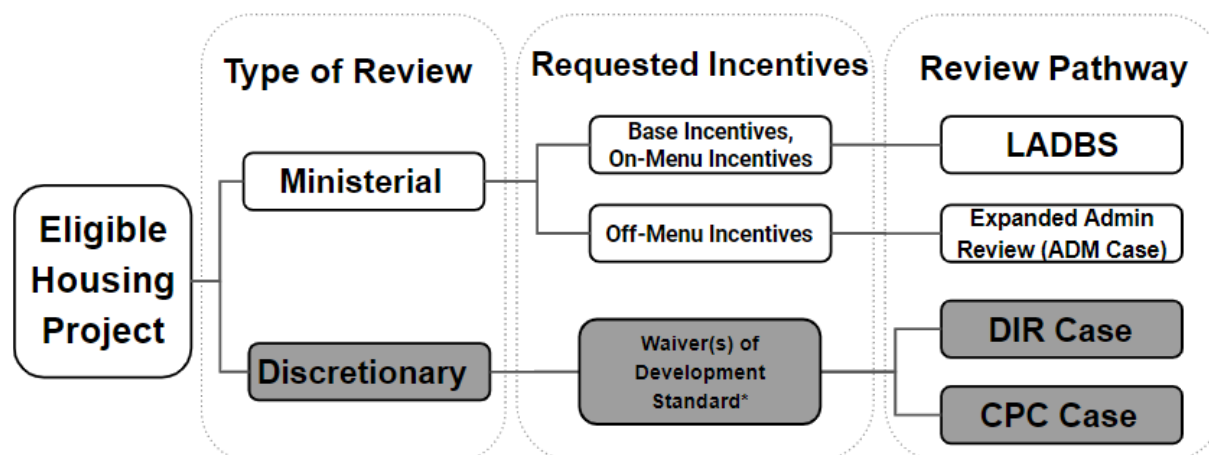 Type of Review
Requested Incentives
Review Pathway
Eligible
Housing
Project
Ministerial
Base Incentives,
On-Menu Incentives
LADBS
Off-Menu Incentives
Expanded Admin
Review (ADM Case)
Discretionary
Waiver(s) of
Development
Standard*
DIR Case
CPC Case